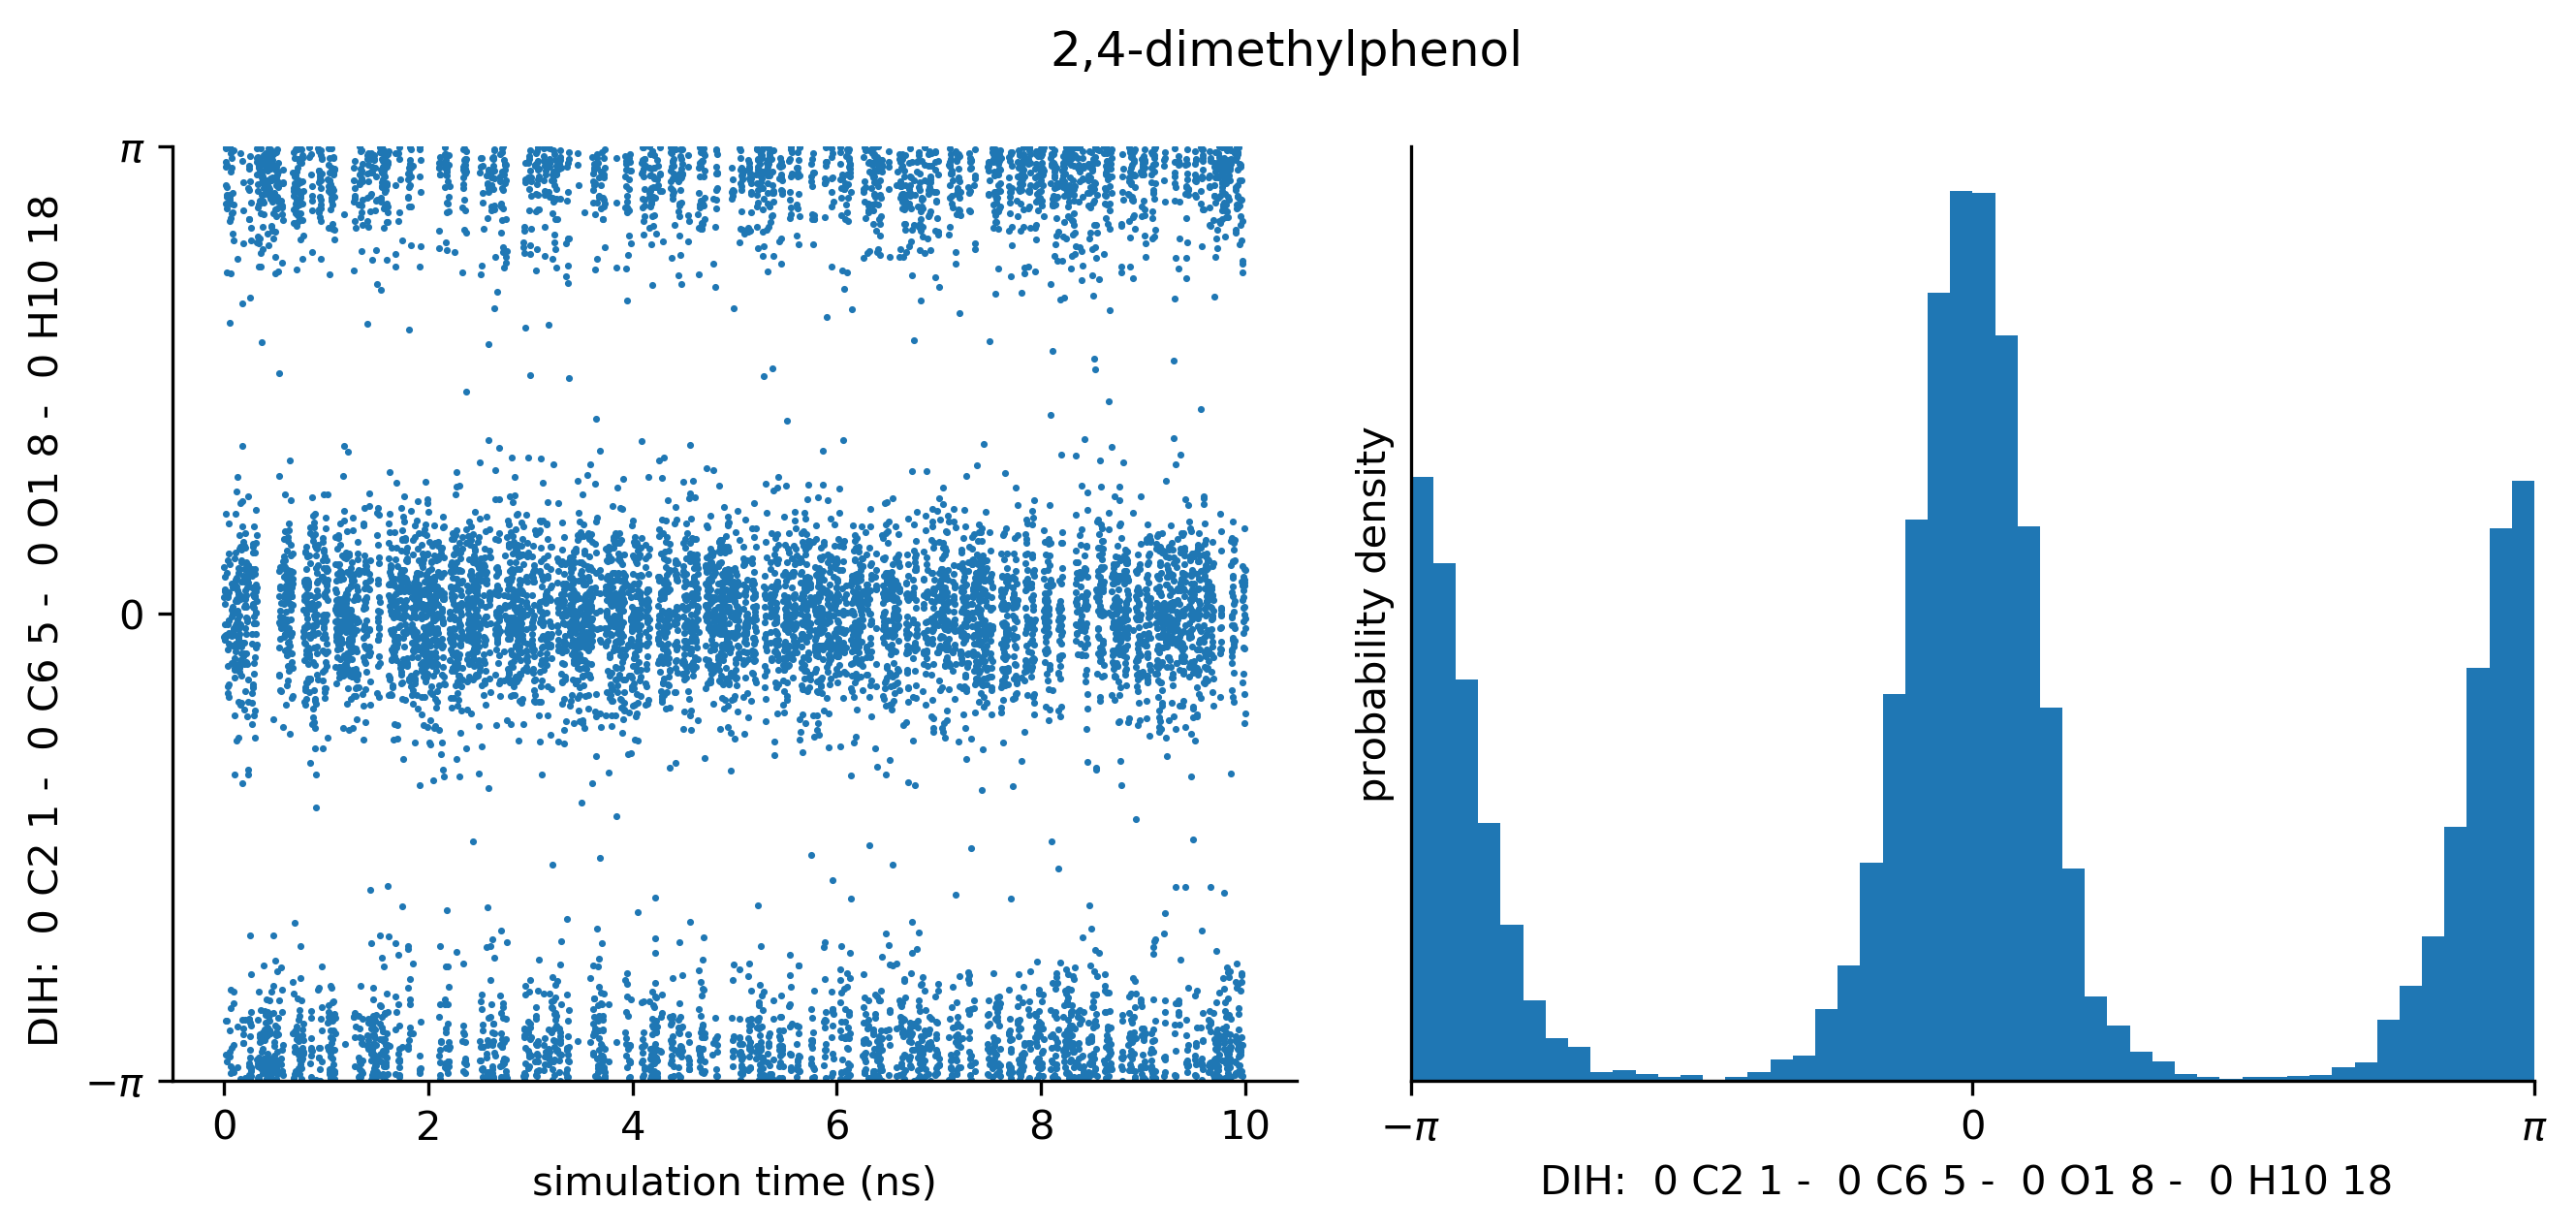 2,4-dimethylphenol
DIH:  0 C2 1 -  0 C6 5 -  0 O1 8 -  0 H10 18
π
0
−π
0 2 4 6 8 10
simulation time (ns)
probability density
−π 0 π
DIH:  0 C2 1 -  0 C6 5 -  0 O1 8 -  0 H10 18